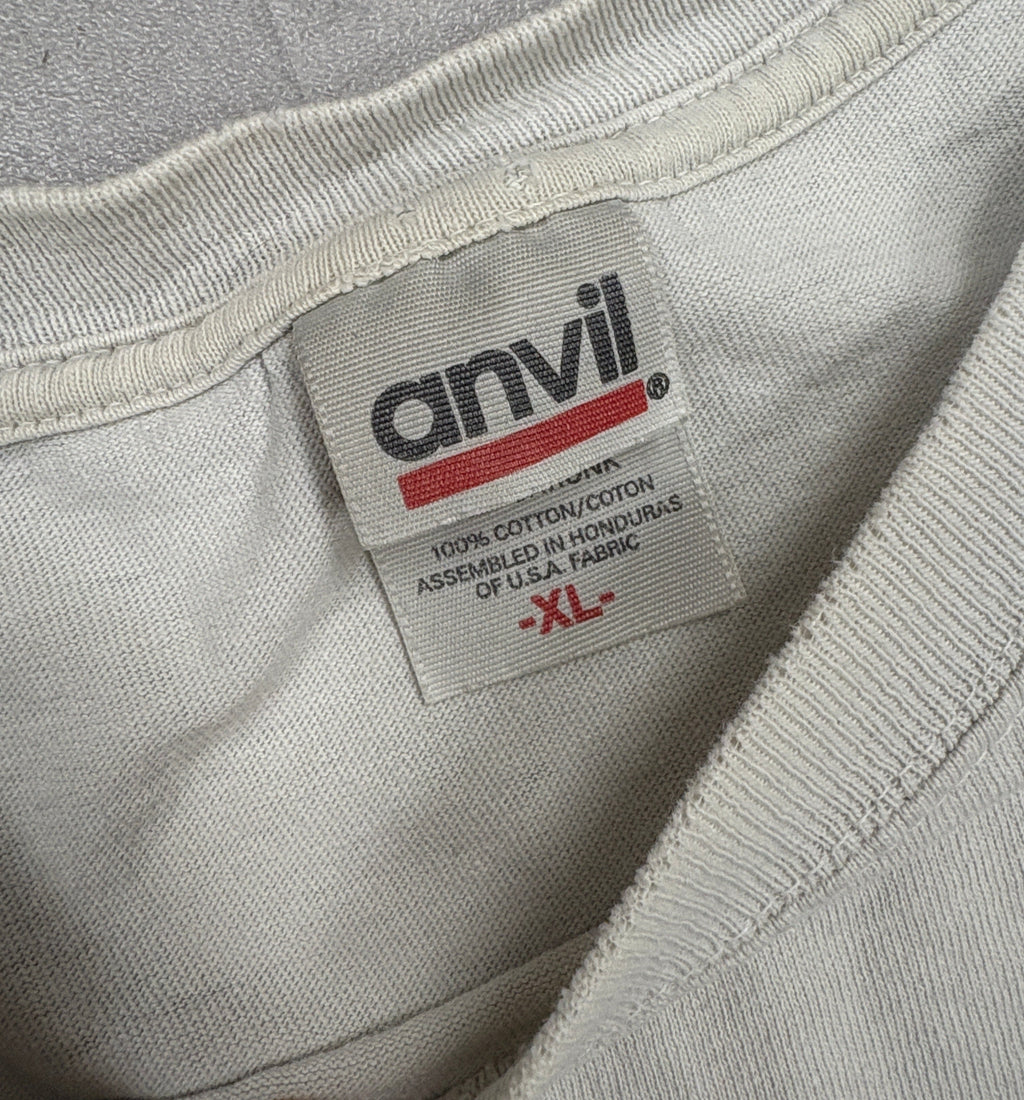 anvil®
100% COTTON/COTON
ASSEMBLED IN HONDURAS
OF U.S.A. FABRIC
-XL-